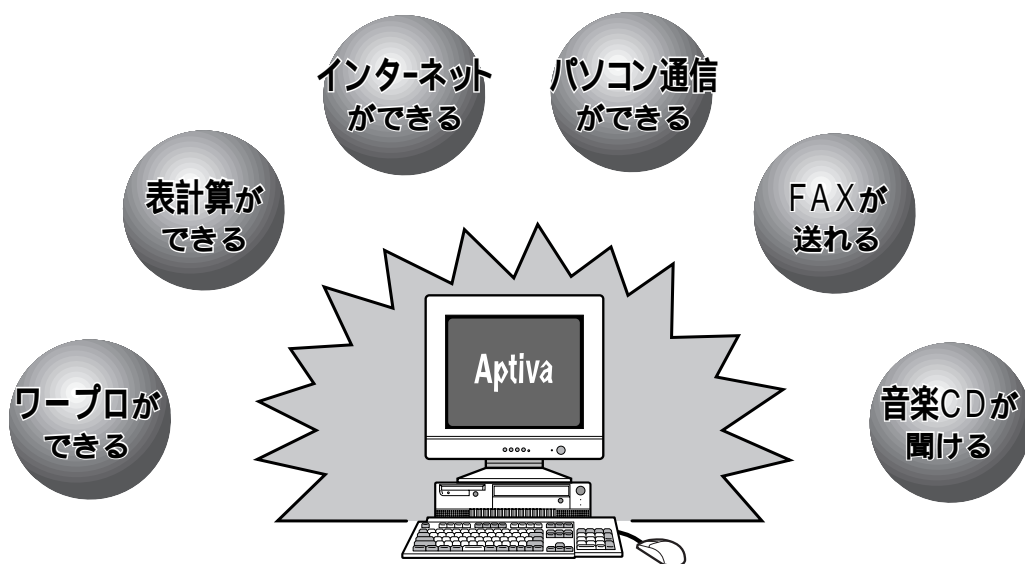 インターネット
ができる
パソコン通信
ができる
表計算が
できる
ＦＡＸが
送れる
ワープロが
できる
音楽ＣＤが
聞ける
Aptiva